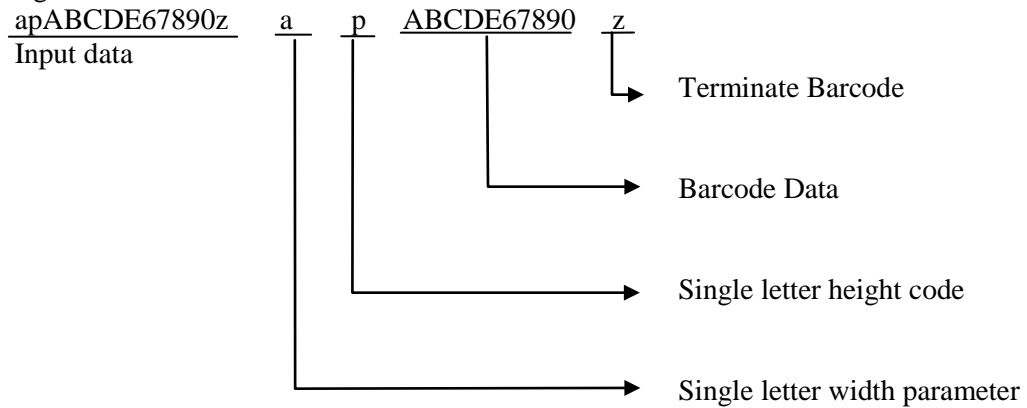 apABCDE67890z a p ABCDE67890 z
Input data
Terminate Barcode
Barcode Data
Single letter height code
Single letter width parameter